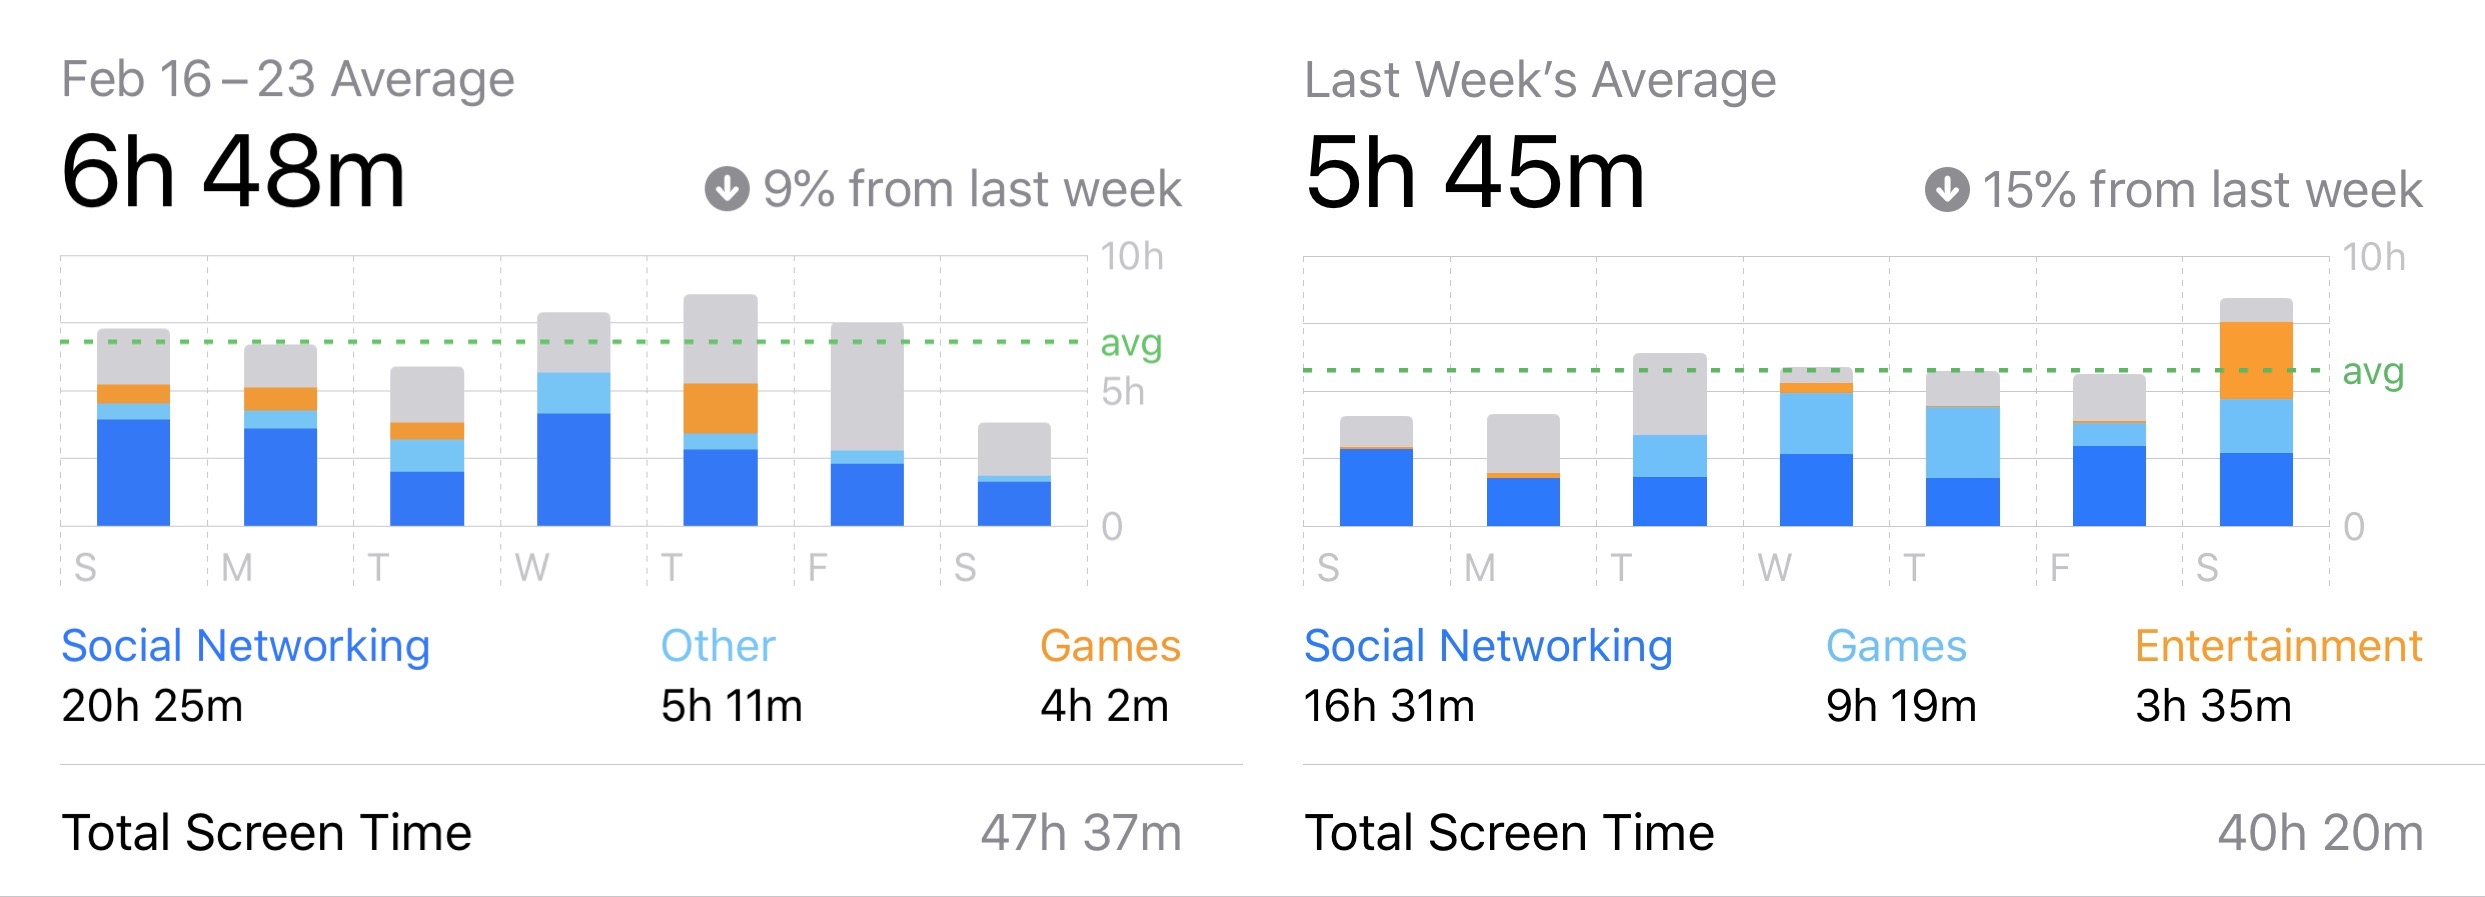 Feb 16 – 23 Average
6h 48m
9% from last week
10h
avg
5h
0
S M T W T F S
Social Networking Other Games
20h 25m 5h 11m 4h 2m
Total Screen Time 47h 37m
Last Week’s Average
5h 45m
15% from last week
10h
avg
0
S M T W T F S
Social Networking Games Entertainment
16h 31m 9h 19m 3h 35m
Total Screen Time 40h 20m